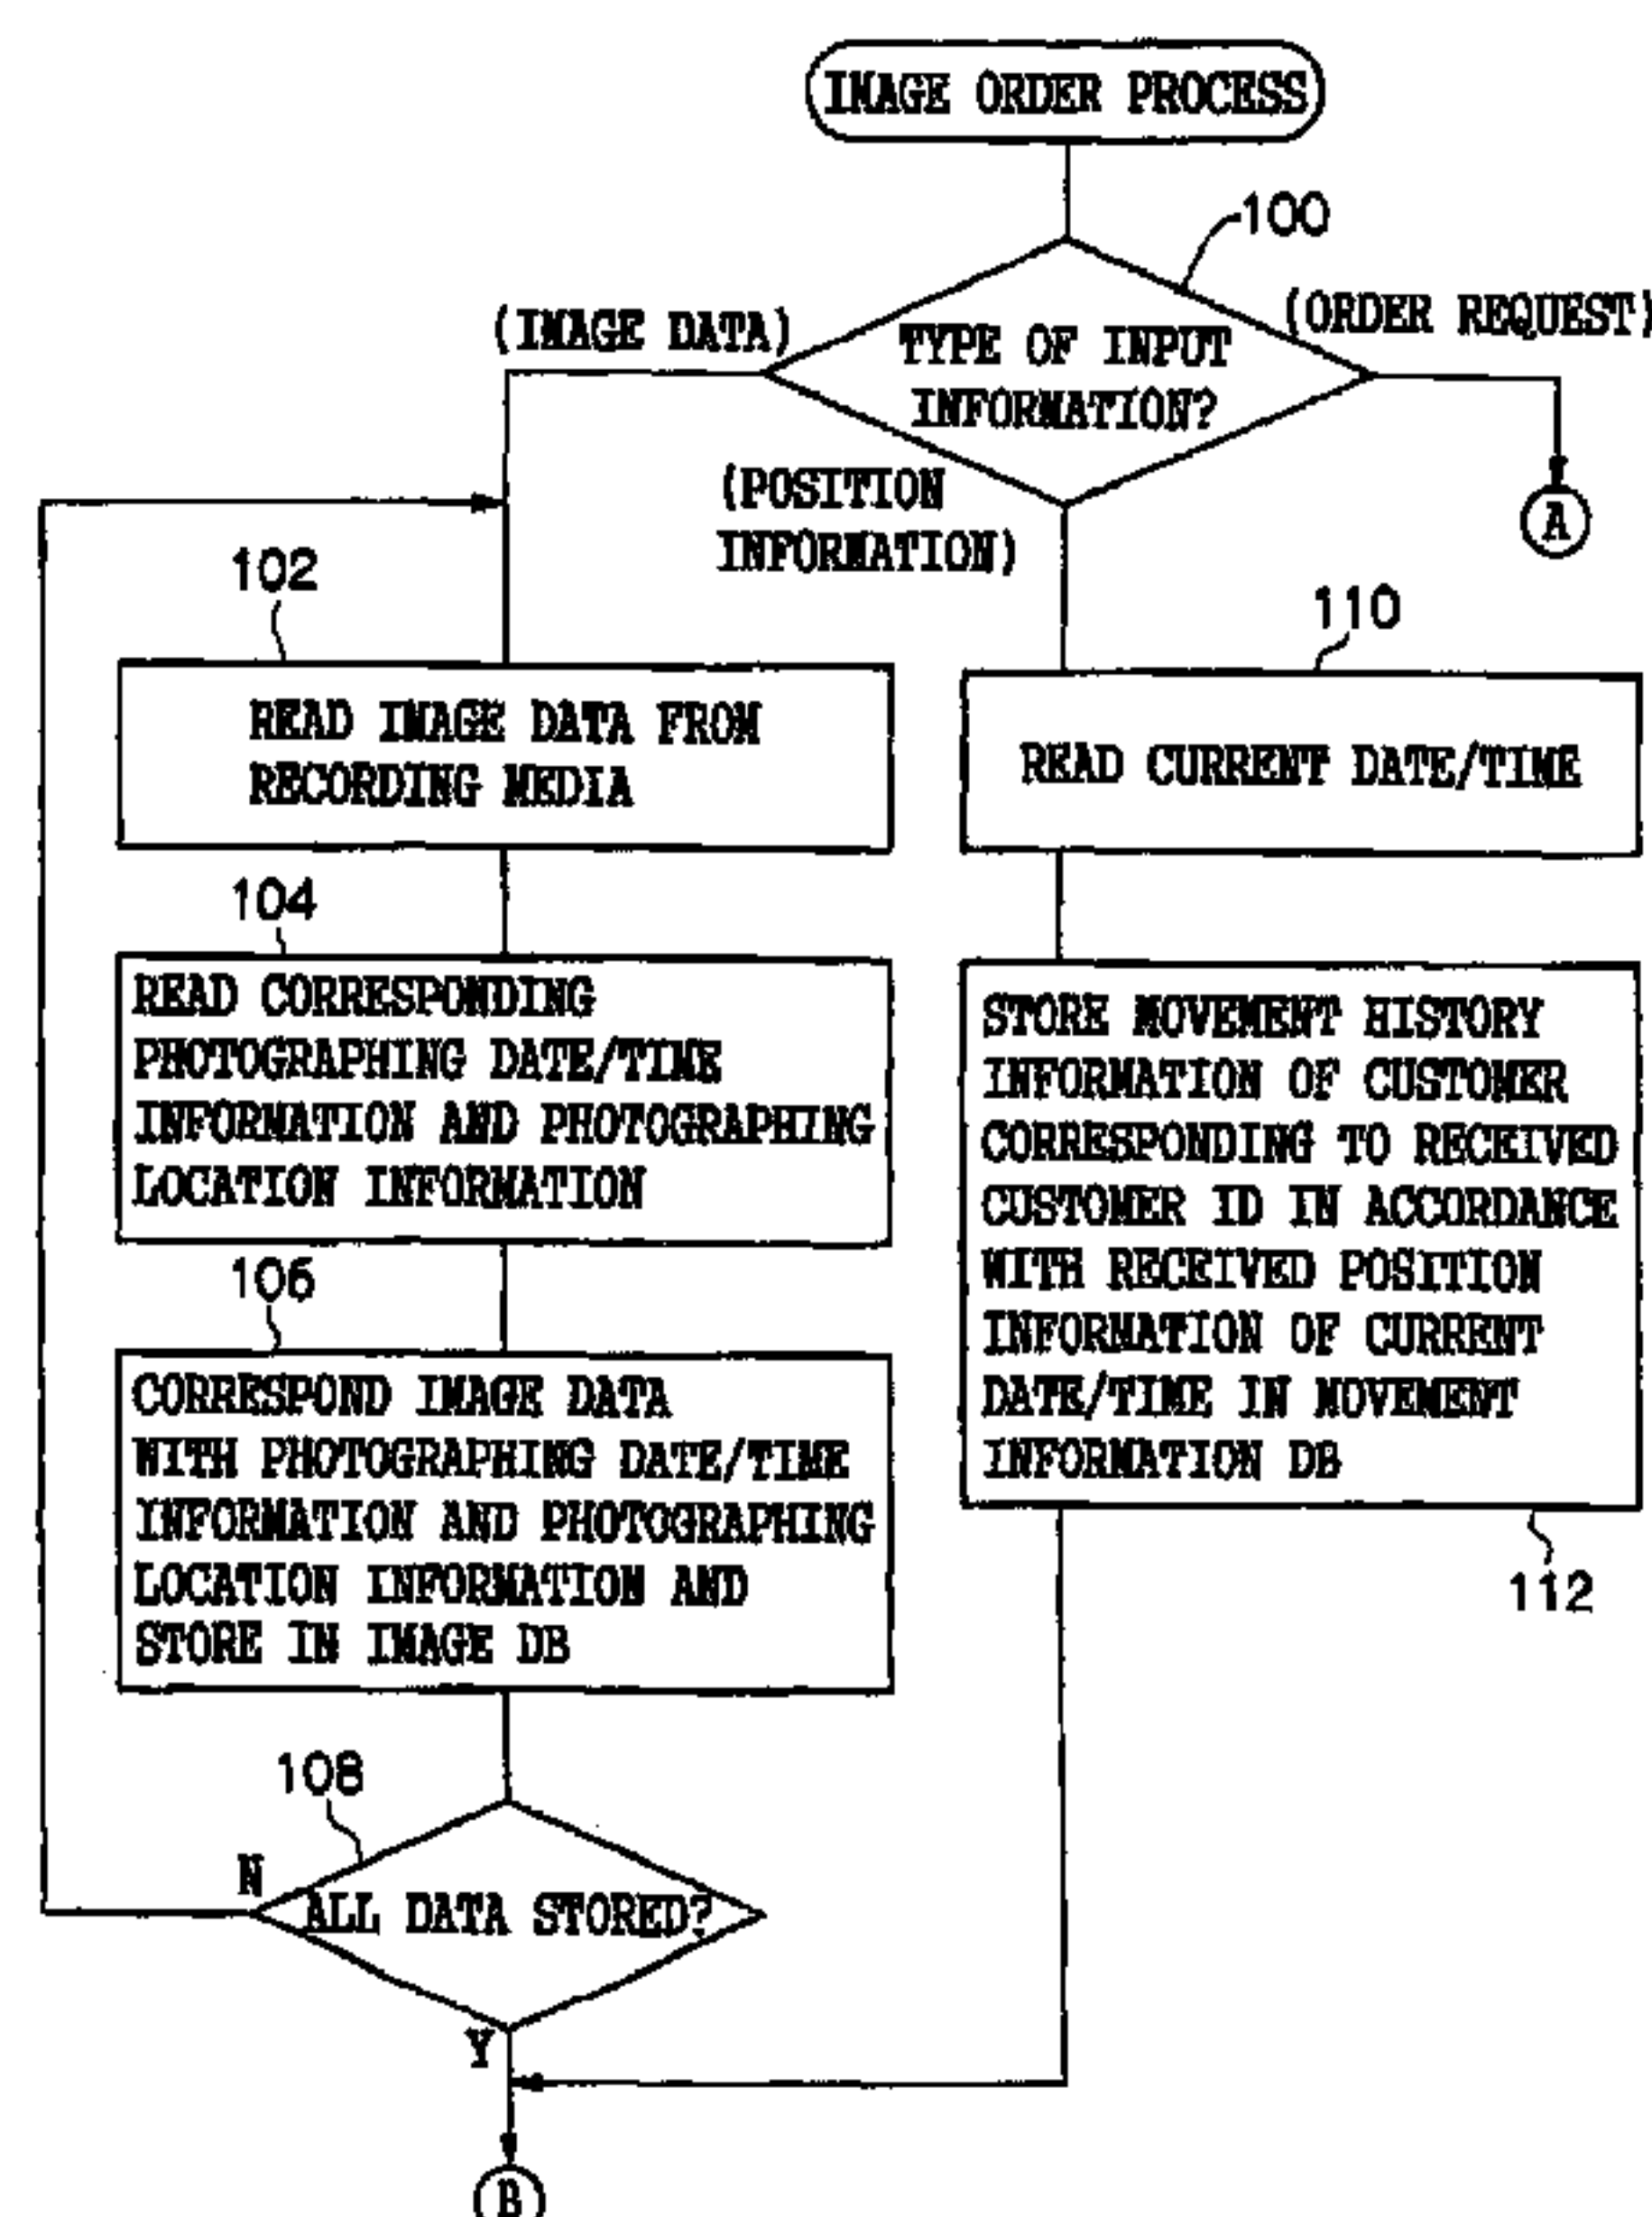 IMAGE ORDER PROCESS
100
(IMAGE DATA)
(ORDER REQUEST)
TYPE OF INPUT
INFORMATION?
(POSITION
INFORMATION)
A
102
READ IMAGE DATA FROM
RECORDING MEDIA
110
READ CURRENT DATE/TIME
104
READ CORRESPONDING
PHOTOGRAPHING DATE/TIME
INFORMATION AND PHOTOGRAPHING
LOCATION INFORMATION
106
CORRESPOND IMAGE DATA
WITH PHOTOGRAPHING DATE/TIME
INFORMATION AND PHOTOGRAPHING
LOCATION INFORMATION AND
STORE IN IMAGE DB
STORE MOVEMENT HISTORY
INFORMATION OF CUSTOMER
CORRESPONDING TO RECEIVED
CUSTOMER ID IN ACCORDANCE
WITH RECEIVED POSITION
INFORMATION OF CURRENT
DATE/TIME IN MOVEMENT
INFORMATION DB
112
108
N
ALL DATA STORED?
Y
B